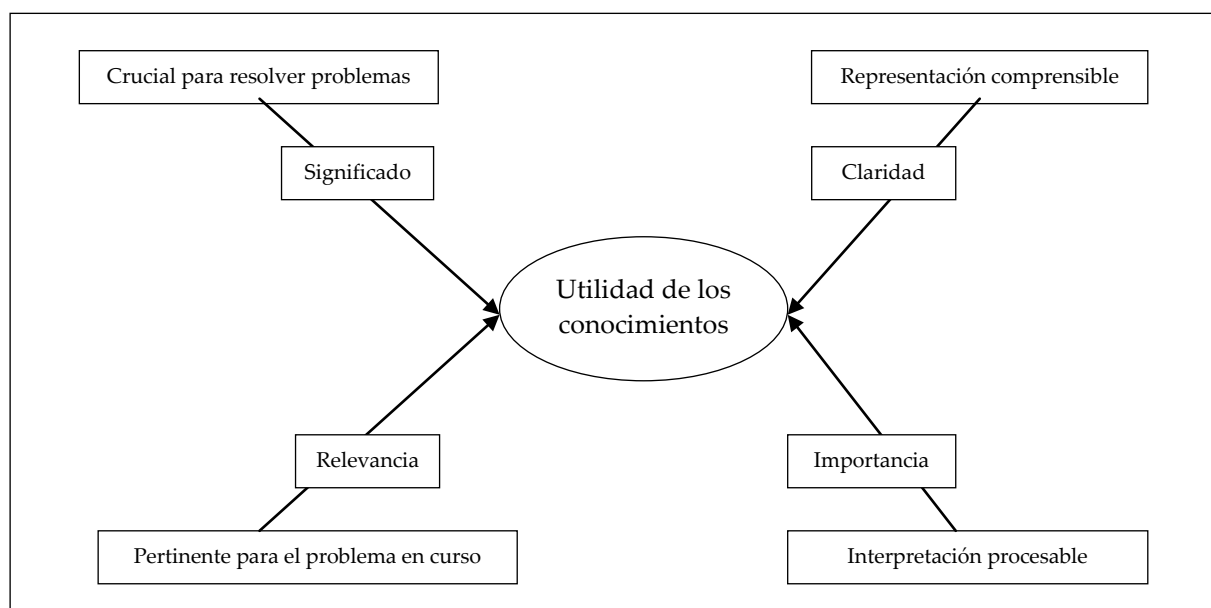 Crucial para resolver problemas
Representación comprensible
Significado
Claridad
Utilidad de los
conocimientos
Relevancia
Importancia
Pertinente para el problema en curso
Interpretación procesable